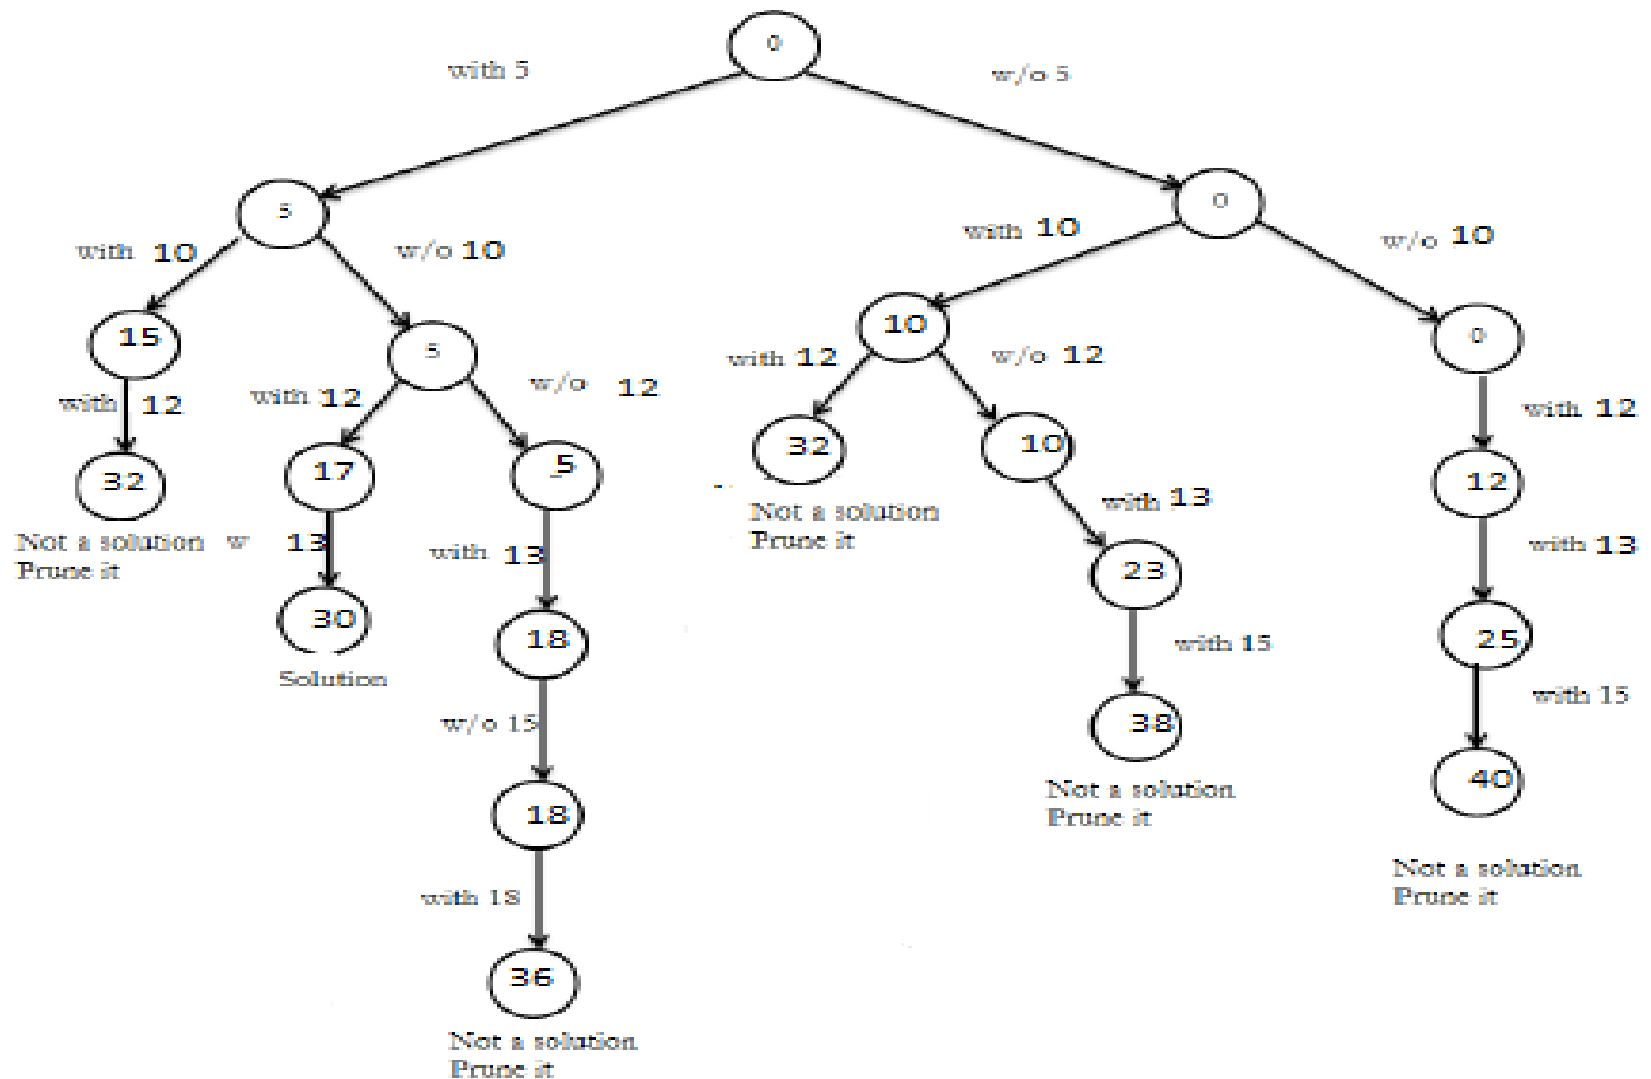 0
with 5
w/o 5
5
0
with 10
w/o 10
with 10
w/o 10
15
5
10
0
with 12
with 12
w/o 12
with 12
w/o 12
with 12
32
17
5
32
10
12
Not a solution
Prune it
w 13
with 13
Not a solution
Prune it
with 13
with 13
30
18
23
25
Solution
w/o 15
with 15
with 15
18
38
40
with 18
Not a solution
Prune it
Not a solution
Prune it
36
Not a solution
Prune it